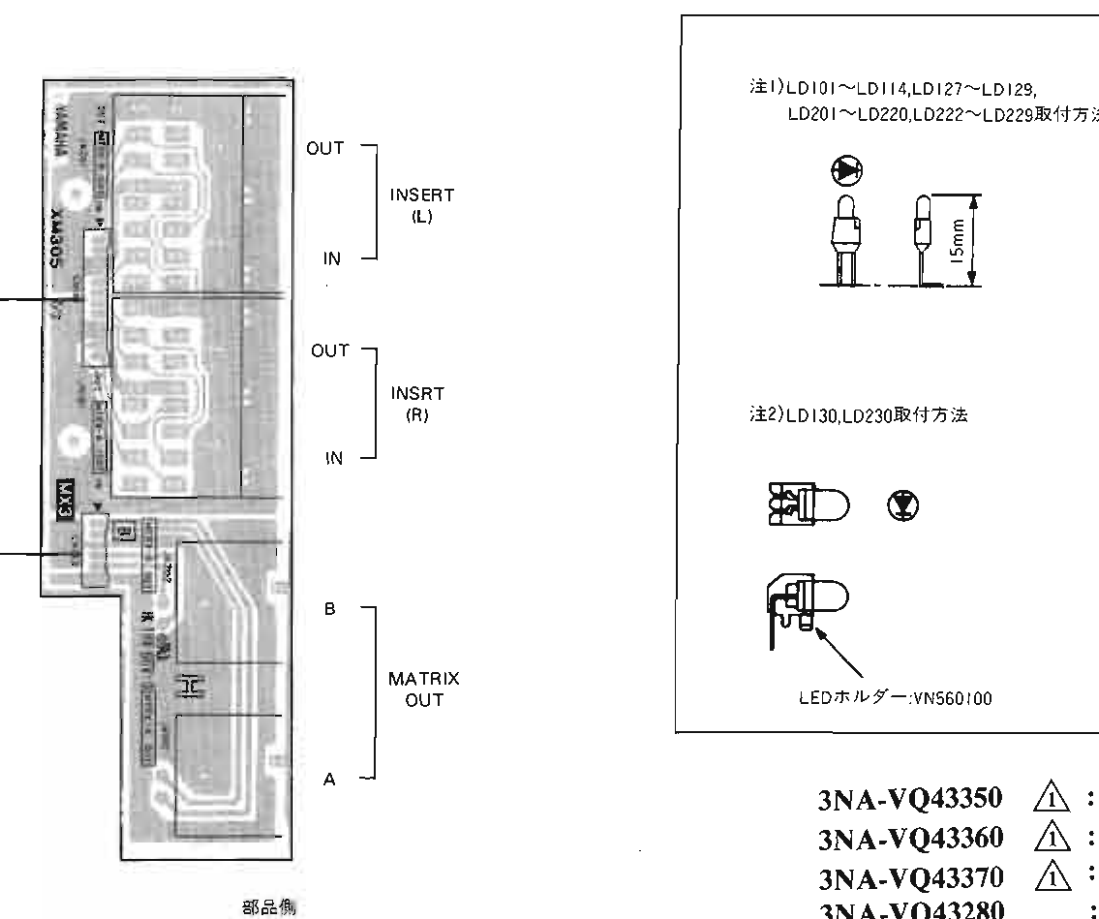 YAMAHA
XM305
MX3
OUT
INSERT
(L)
IN
OUT
INSRT
(R)
IN
B
MATRIX
OUT
A
部品側
注1)LD101~LD114,LD127~LD129,
LD201~LD220,LD222~LD229取付方法
15mm
注2)LD130,LD230取付方法
LEDホルダー:VN560100
3NA-VQ43350 1 :
3NA-VQ43360 1 :
3NA-VQ43370 1 :
3NA-VQ43280 :